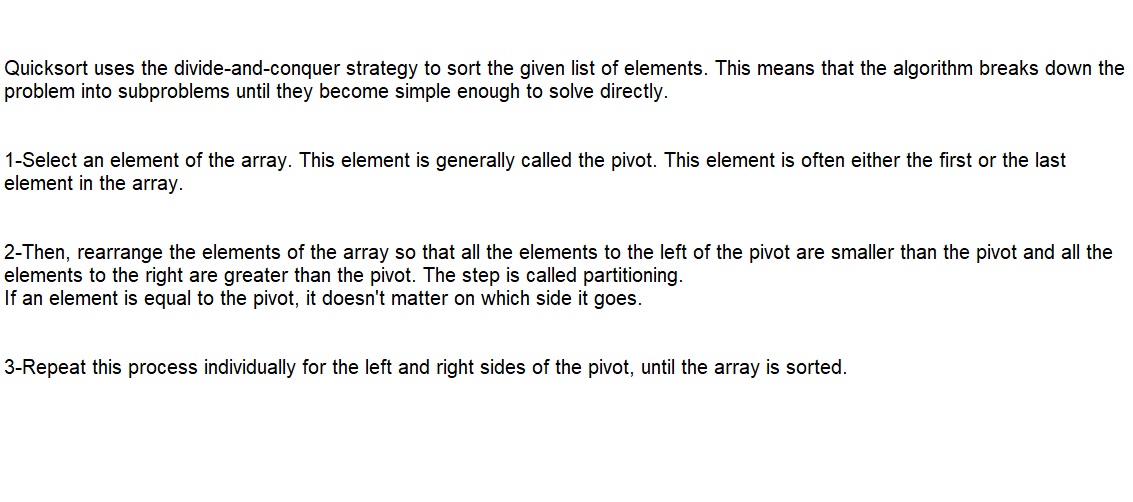 Quicksort uses the divide-and-conquer strategy to sort the given list of elements. This means that the algorithm breaks down the
problem into subproblems until they become simple enough to solve directly.
1-Select an element of the array. This element is generally called the pivot. This element is often either the first or the last
element in the array.
2-Then, rearrange the elements of the array so that all the elements to the left of the pivot are smaller than the pivot and all the
elements to the right are greater than the pivot. The step is called partitioning.
If an element is equal to the pivot, it doesn't matter on which side it goes.
3-Repeat this process individually for the left and right sides of the pivot, until the array is sorted.